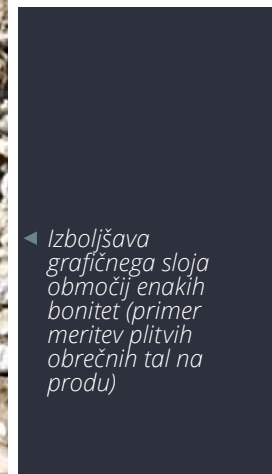 Izboljšava
grafičnega sloja
območij enakih
bonitet (primer
meritev plitvih
obrečnih tal na
produ)